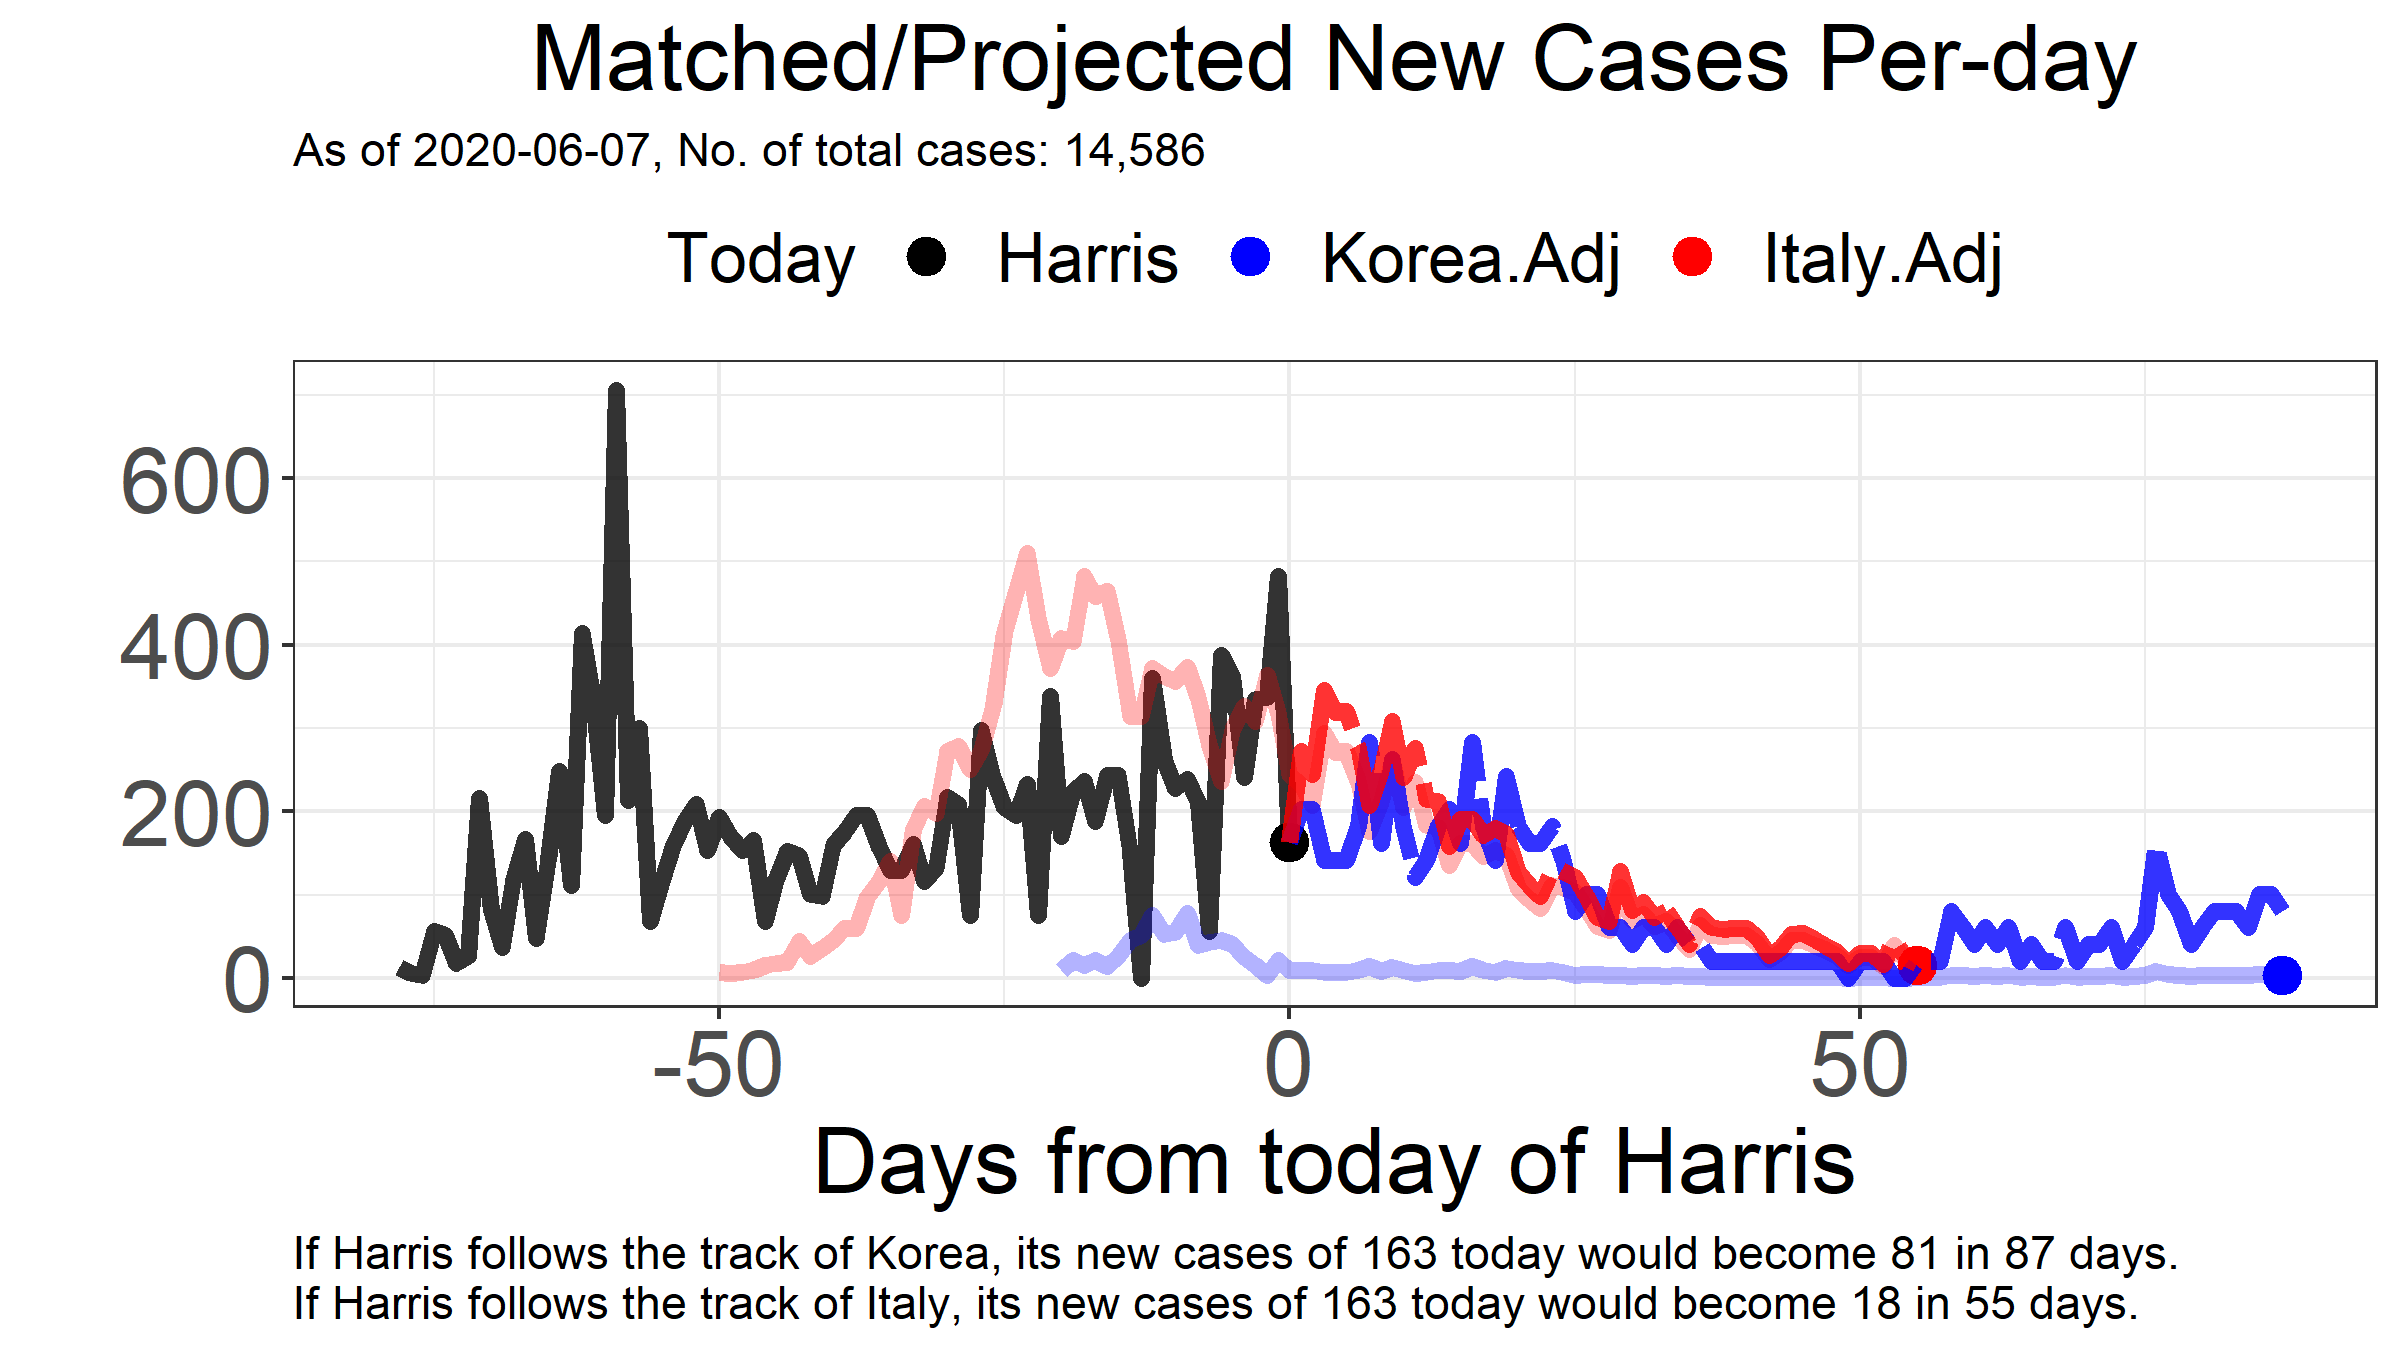 Matched/Projected New Cases Per-day
As of 2020-06-07, No. of total cases: 14,586
Today Harris Korea.Adj Italy.Adj
600
400
200
0
-50 0 50
Days from today of Harris
If Harris follows the track of Korea, its new cases of 163 today would become 81 in 87 days.
If Harris follows the track of Italy, its new cases of 163 today would become 18 in 55 days.